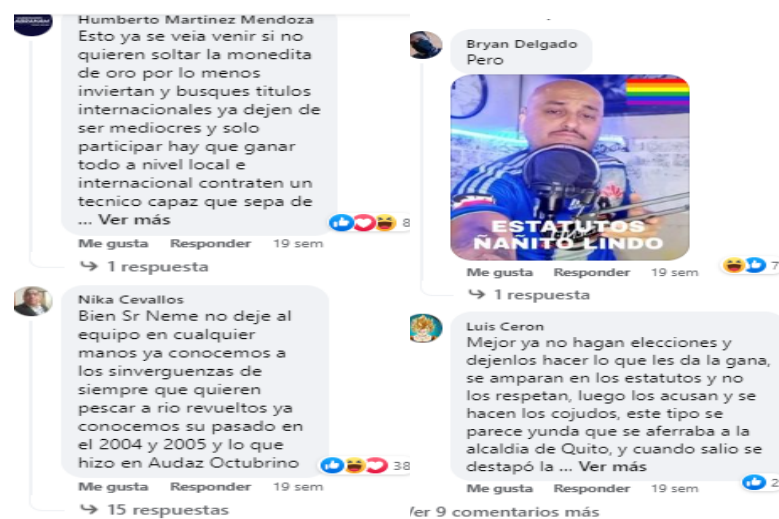 Humberto Martinez Mendoza
Esto ya se veia venir si no
quieren soltar la monedita
de oro por lo menos
inviertan y busques titulos
internacionales ya dejen de
ser mediocres y solo
participar hay que ganar
todo a nivel local e
internacional contraten un
tecnico capaz que sepa de
... Ver más
8
Me gusta Responder 19 sem
1 respuesta
Nika Cevallos
Bien Sr Neme no deje al
equipo en cualquier
manos ya conocemos a
los sinverguenzas de
siempre que quieren
pescar a rio revueltos ya
conocemos su pasado en
el 2004 y 2005 y lo que
hizo en Audaz Octubrino
38
Me gusta Responder 19 sem
15 respuestas
Bryan Delgado
Pero
ESTATUTOS
ÑAÑITO LINDO
7
Me gusta Responder 19 sem
1 respuesta
Luis Ceron
Mejor ya no hagan elecciones y
dejenlos hacer lo que les da la gana,
se amparan en los estatutos y no
los respetan, luego los acusan y se
hacen los cojudos, este tipo se
parece yunda que se aferraba a la
alcaldia de Quito, y cuando salio se
destapó la ... Ver más
2
Me gusta Responder 19 sem
Ver 9 comentarios más